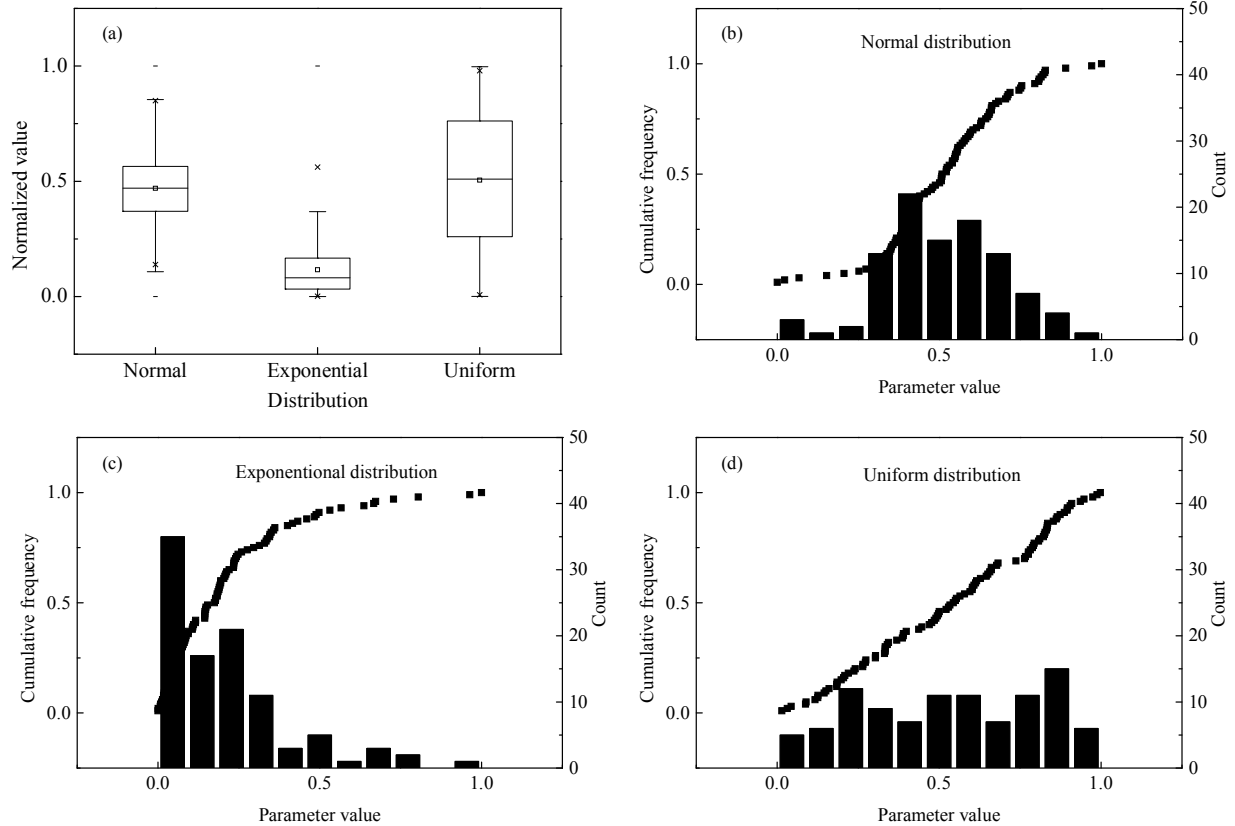 (a)
Normalized value
1.0
0.5
0.0
Normal
Exponential
Uniform
Distribution
(b)
Normal distribution
Cumulative frequency
1.0
0.5
0.0
50
40
30
20
10
0
Count
0.0
0.5
1.0
Parameter value
(c)
Exponentional distribution
Cumulative frequency
1.0
0.5
0.0
50
40
30
20
10
0
Count
0.0
0.5
1.0
Parameter value
(d)
Uniform distribution
Cumulative frequency
1.0
0.5
0.0
50
40
30
20
10
0
Count
0.0
0.5
1.0
Parameter value